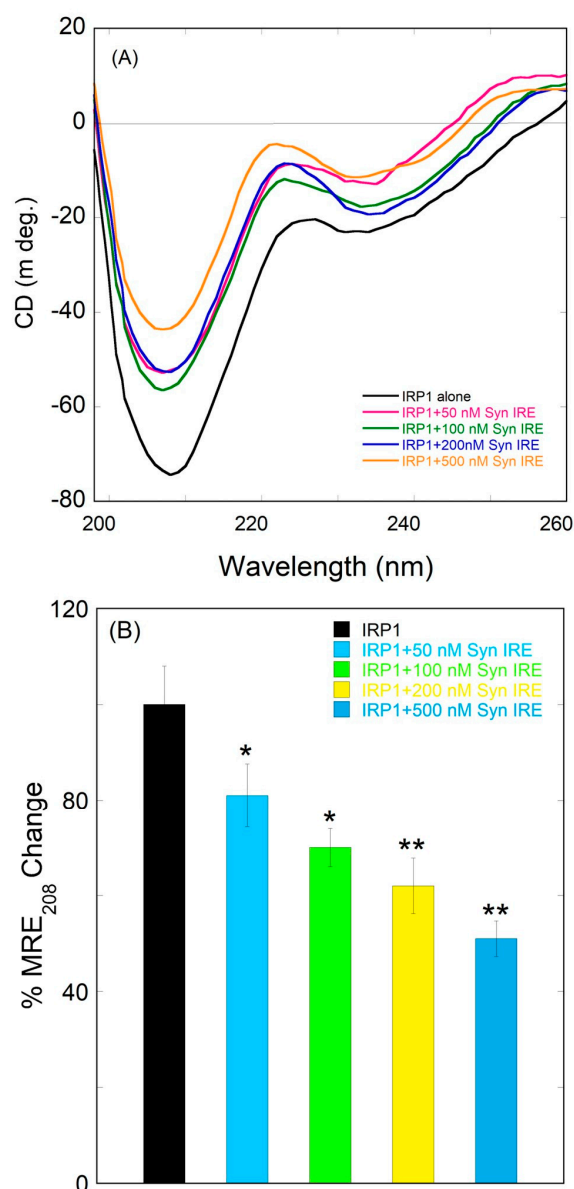 (A)
20
0
-20
-40
-60
-80
CD (m deg.)
IRP1 alone
IRP1+50 nM Syn IRE
IRP1+100 nM Syn IRE
IRP1+200nM Syn IRE
IRP1+500 nM Syn IRE
200 220 240 260
Wavelength (nm)
(B)
120
80
40
0
% MRE208 Change
IRP1
IRP1+50 nM Syn IRE
IRP1+100 nM Syn IRE
IRP1+200 nM Syn IRE
IRP1+500 nM Syn IRE
*
*
**
**